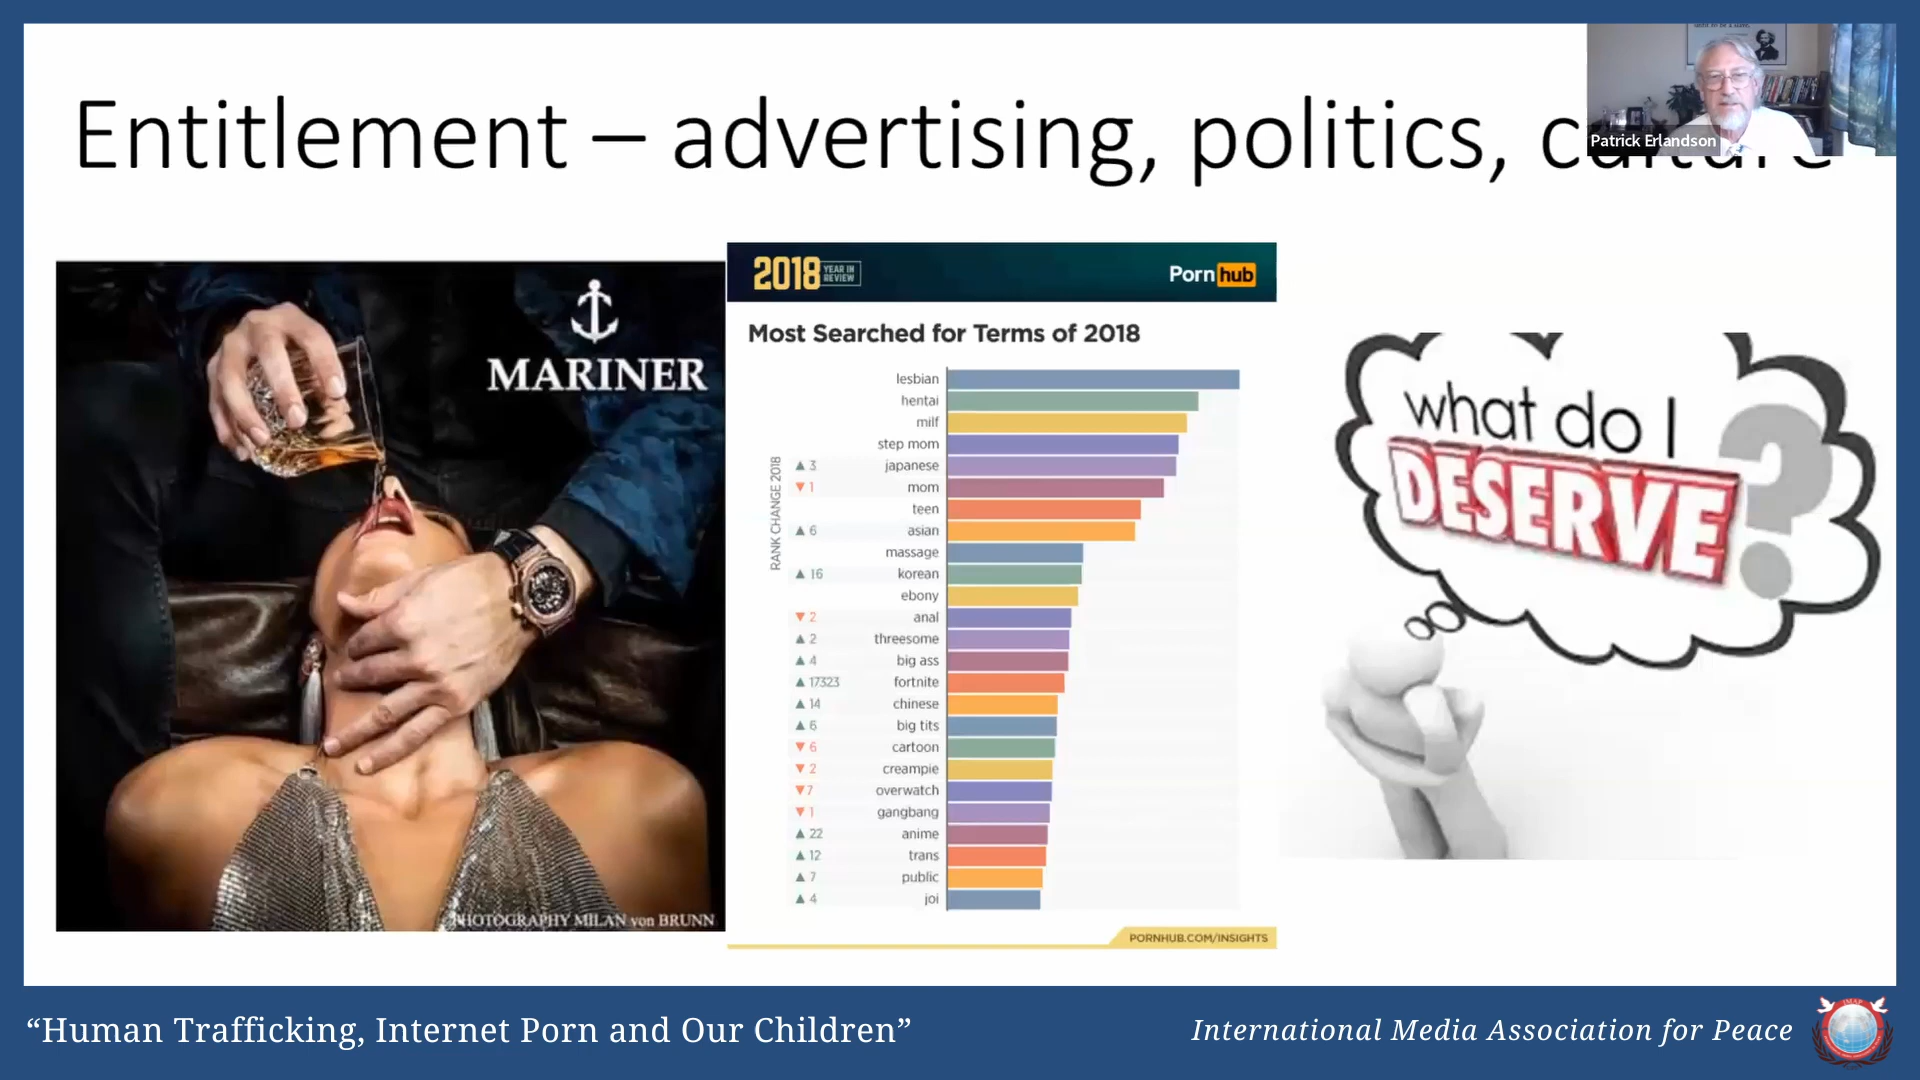 Entitlement – advertising, politics, culture
Patrick Erlandson
MARINER
PHOTOGRAPHY MILAN von BRUNN
2018 YEAR IN REVIEW
Pornhub
Most Searched for Terms of 2018
RANK CHANGE 2018
lesbian
hentai
milf
step mom
▲ 3 japanese
▼ 1 mom
teen
▲ 6 asian
massage
▲ 16 korean
ebony
▼ 2 anal
▲ 2 threesome
▲ 4 big ass
▲ 17323 fortnite
▲ 14 chinese
▲ 6 big tits
▼ 6 cartoon
▼ 2 creampie
▼ 7 overwatch
▼ 1 gangbang
▲ 22 anime
▲ 12 trans
▲ 7 public
▲ 4 joi
PORNHUB.COM/INSIGHTS
what do I
DESERVE?
“Human Trafficking, Internet Porn and Our Children”
International Media Association for Peace